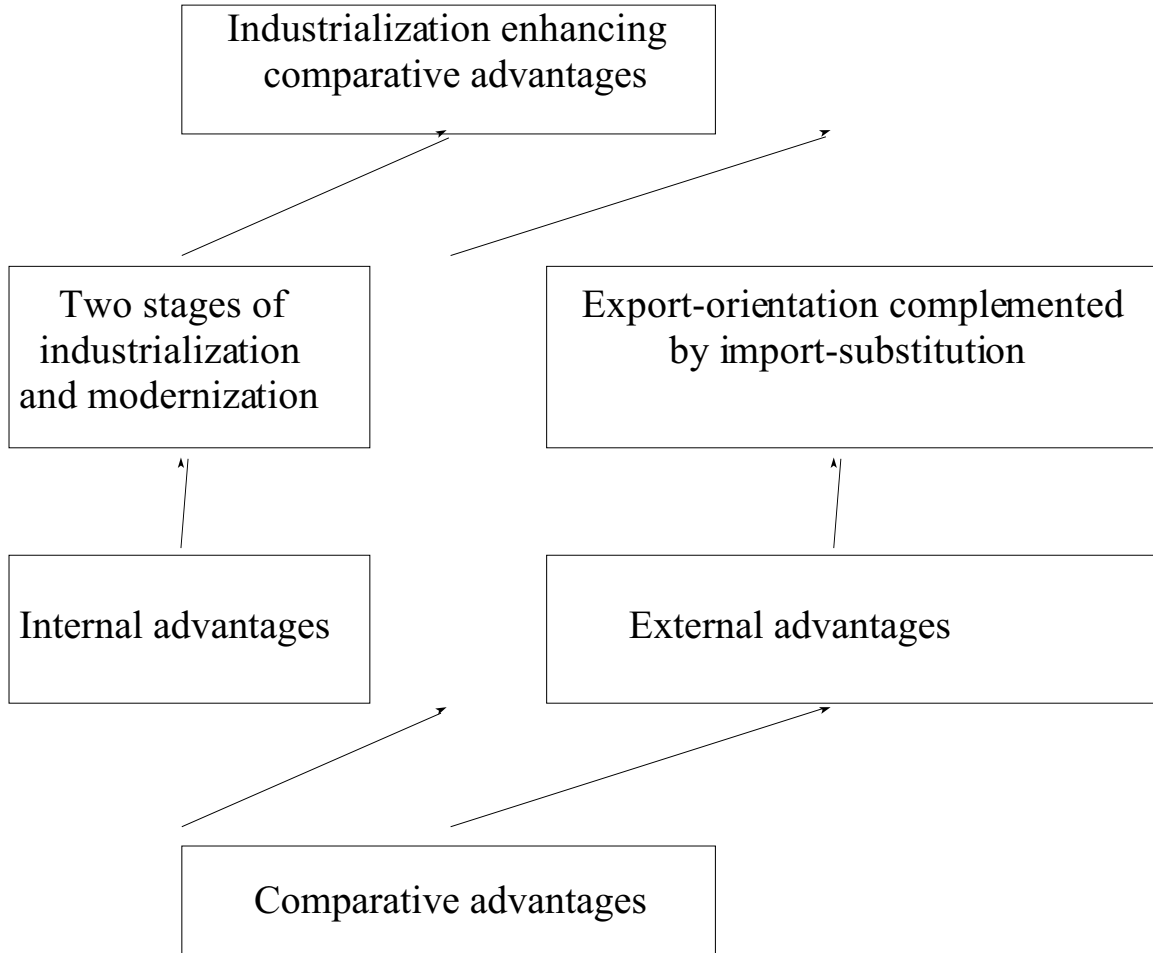 Industrialization enhancing
comparative advantages
Two stages of
industrialization
and modernization
Export-orientation complemented
by import-substitution
Internal advantages
External advantages
Comparative advantages